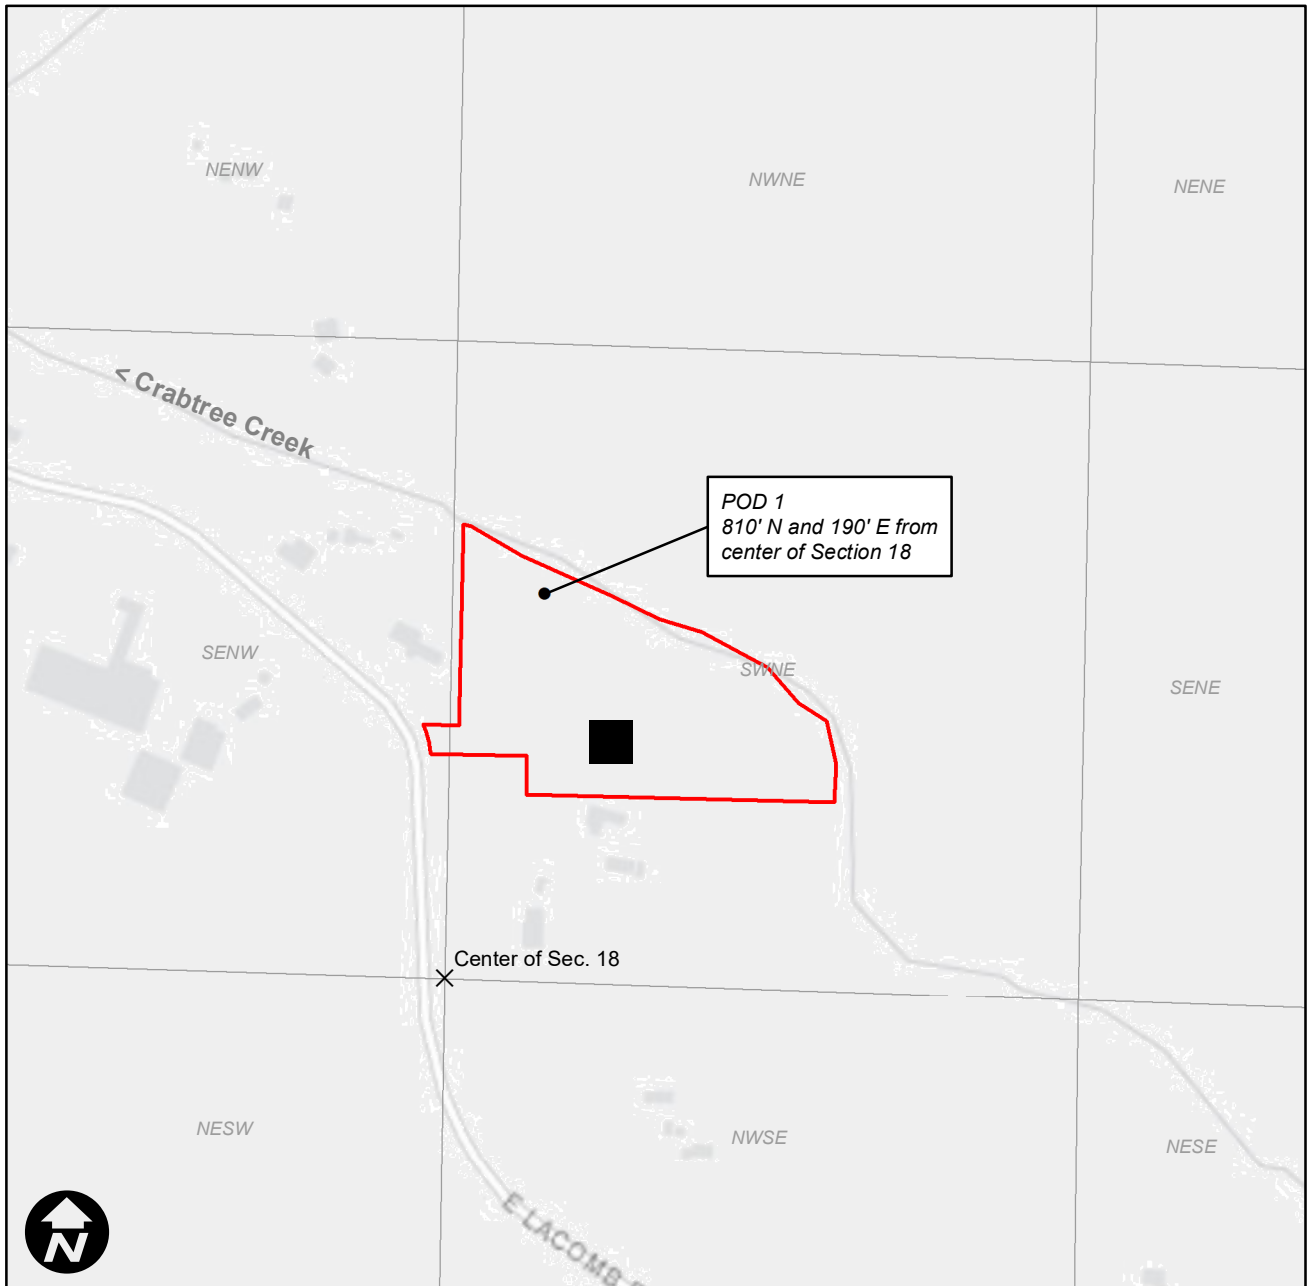 NENW
NWNE
NENE
< Crabtree Creek
POD 1
810' N and 190' E from
center of Section 18
SENW
SWNE
SENE
Center of Sec. 18
NESW
NWSE
NESE
E LACOMB
N